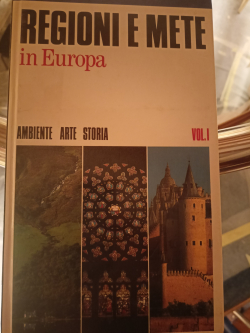 REGIONI E METE
in Europa
AMBIENTE ARTE STORIA VOL. I